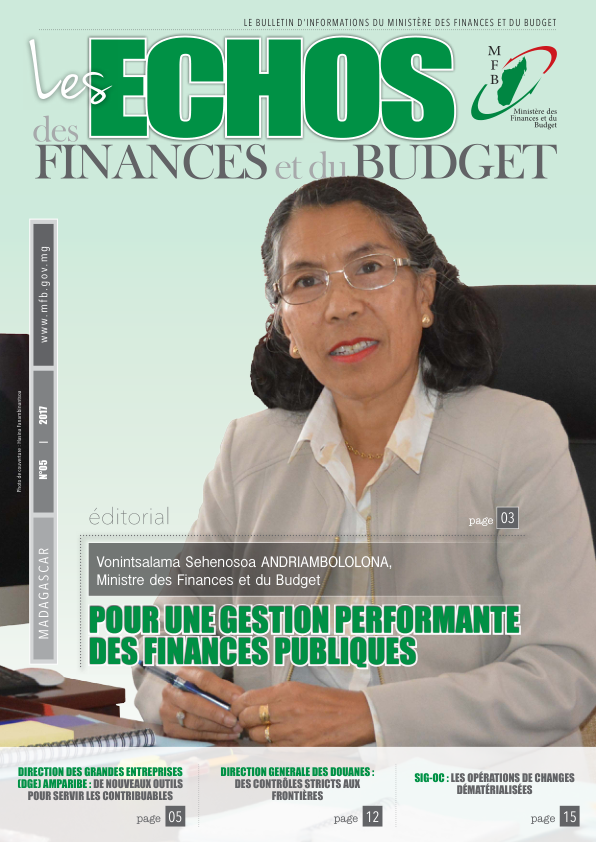 LE BULLETIN D'INFORMATIONS DU MINISTÈRE DES FINANCES ET DU BUDGET
Les ECHOS
des
FINANCES et du BUDGET
M
F
B
Ministère des
Finances et du
Budget
www.mfb.gov.mg
N°05 | 2017
MADAGASCAR
Photo de couverture : Hasina Fanambinantsoa
éditorial
page 03
Vonintsalama Sehenosoa ANDRIAMBOLOLONA,
Ministre des Finances et du Budget
POUR UNE GESTION PERFORMANTE
DES FINANCES PUBLIQUES
DIRECTION DES GRANDES ENTREPRISES
(DGE) AMPARIBE : DE NOUVEAUX OUTILS
POUR SERVIR LES CONTRIBUABLES
page 05
DIRECTION GENERALE DES DOUANES :
DES CONTRÔLES STRICTS AUX
FRONTIÈRES
page 12
SIG-OC : LES OPÉRATIONS DE CHANGES
DÉMATÉRIALISÉES
page 15